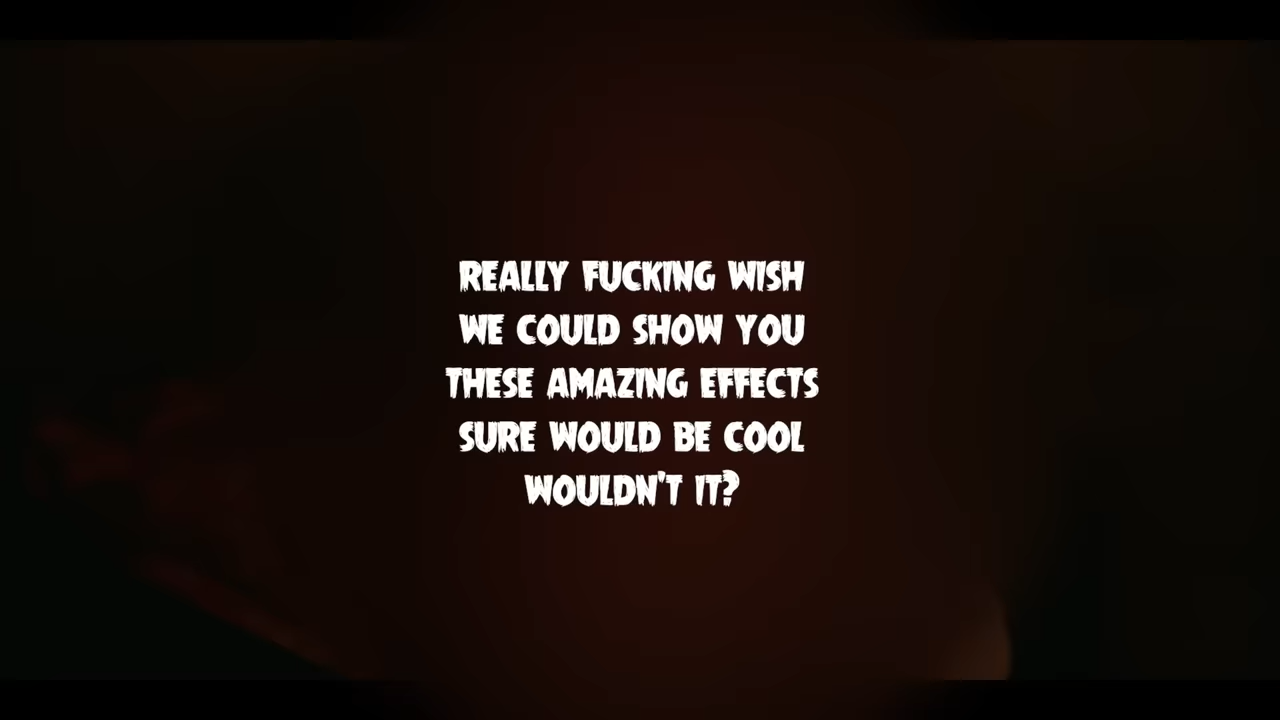 REALLY FUCKING WISH
WE COULD SHOW YOU
THESE AMAZING EFFECTS
SURE WOULD BE COOL
WOULDN'T IT?